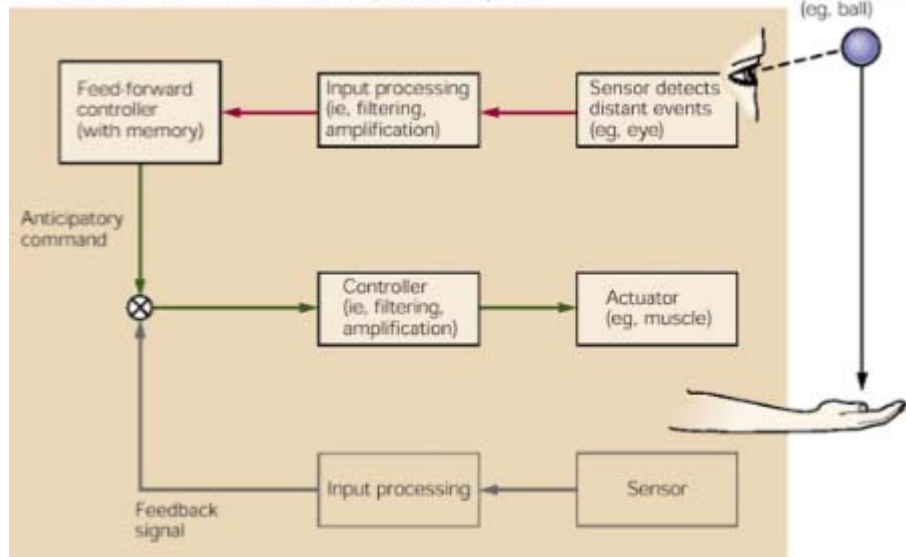 (eg, ball)
Feed-forward
controller
(with memory)
Input processing
(ie, filtering,
amplification)
Sensor detects
distant events
(eg, eye)
Anticipatory
command
Controller
(ie, filtering,
amplification)
Actuator
(eg, muscle)
Input processing
Sensor
Feedback
signal